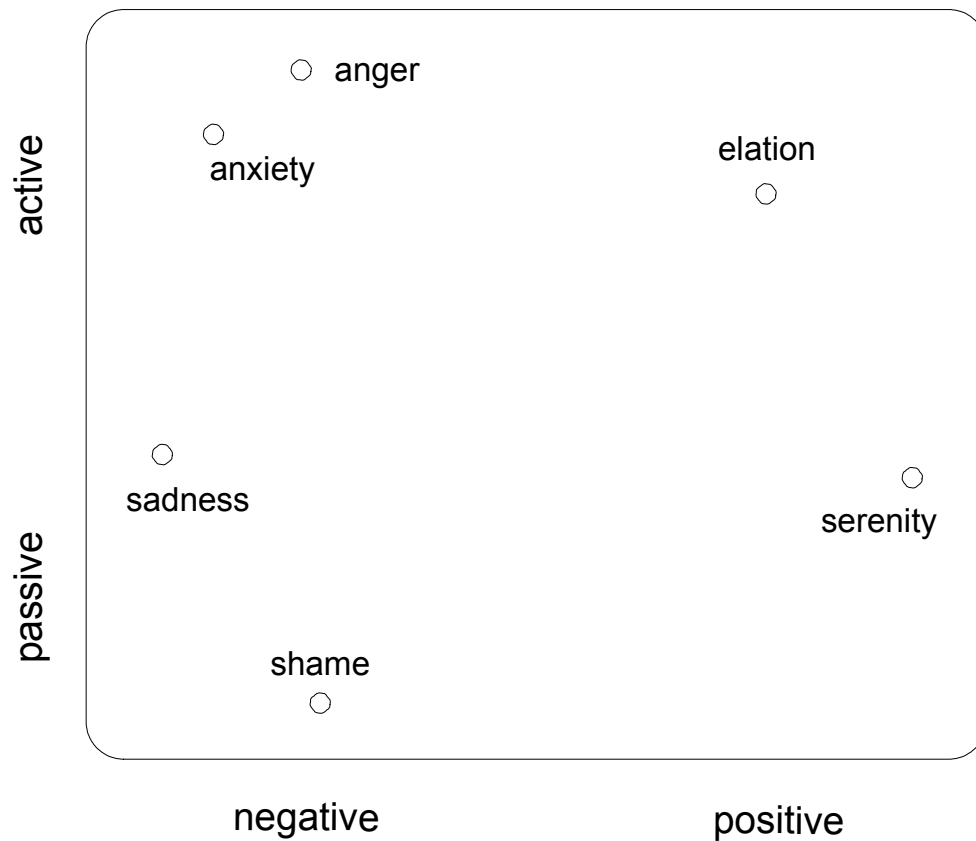 anger
anxiety
elation
active
sadness
serenity
passive
shame
negative
positive